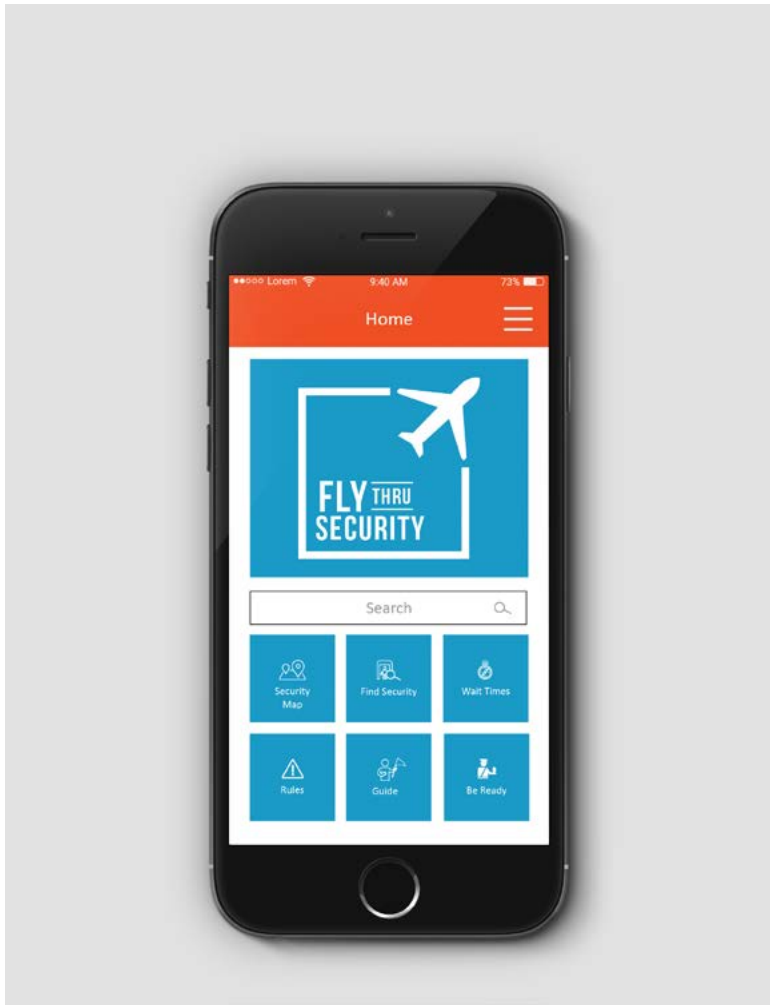 Lorem 9:40 AM 73%
Home
FLY THRU
SECURITY
Search
Security
Map
Find Security
Wait Times
Rules
Guide
Be Ready